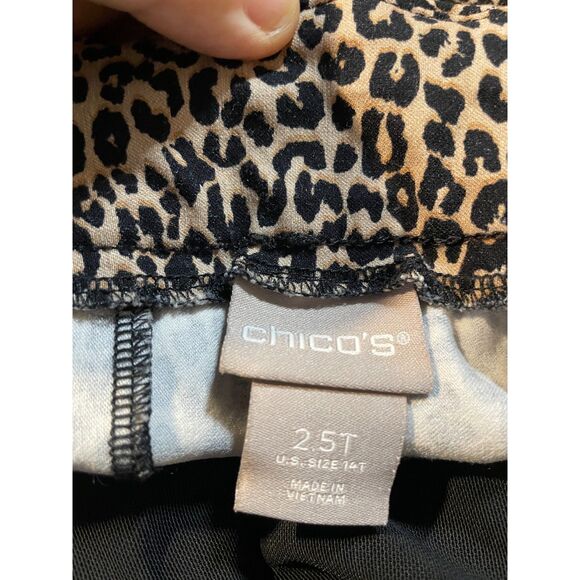 chico's®
2.5T
U.S. SIZE 14T
MADE IN
VIETNAM